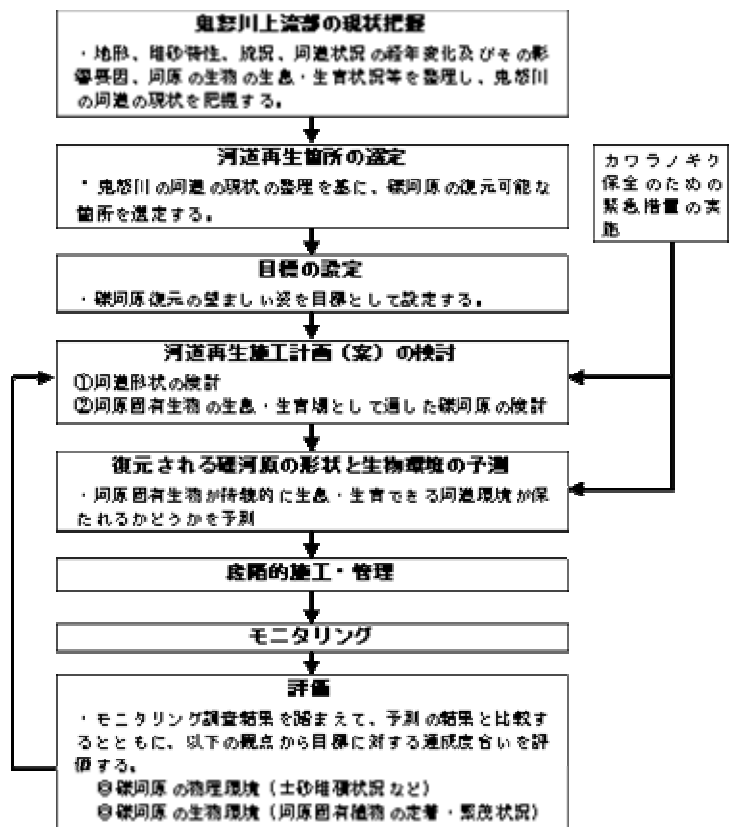 鬼怒川上流部の現状把握
・地形、堆砂特性、流況、河道状況の経年変化及びその影
響要因、河原の生物の生息・生育状況等を整理し、鬼怒川
の河道の現状を把握する。
河道再生箇所の選定
・鬼怒川の河道の現状の整理を基に、礫河原の復元可能な
箇所を選定する。
カワラノギク
保全のための
緊急措置の実
施
目標の設定
・礫河原復元の望ましい姿を目標として設定する。
河道再生施工計画（案）の検討
①河道形状の検討
②河原固有生物の生息・生育場として適した礫河原の検討
復元される礫河原の形状と生物環境の予測
・河原固有生物が持続的に生息・生育できる河道環境が保
たれるかどうかを予測
段階的施工・管理
モニタリング
評価
・モニタリング調査結果を踏まえて、予測の結果と比較す
るとともに、以下の観点から目標に対する達成度合いを評
価する。
◎礫河原の物理環境（土砂堆積状況など）
◎礫河原の生物環境（河原固有植物の定着・繁茂状況）